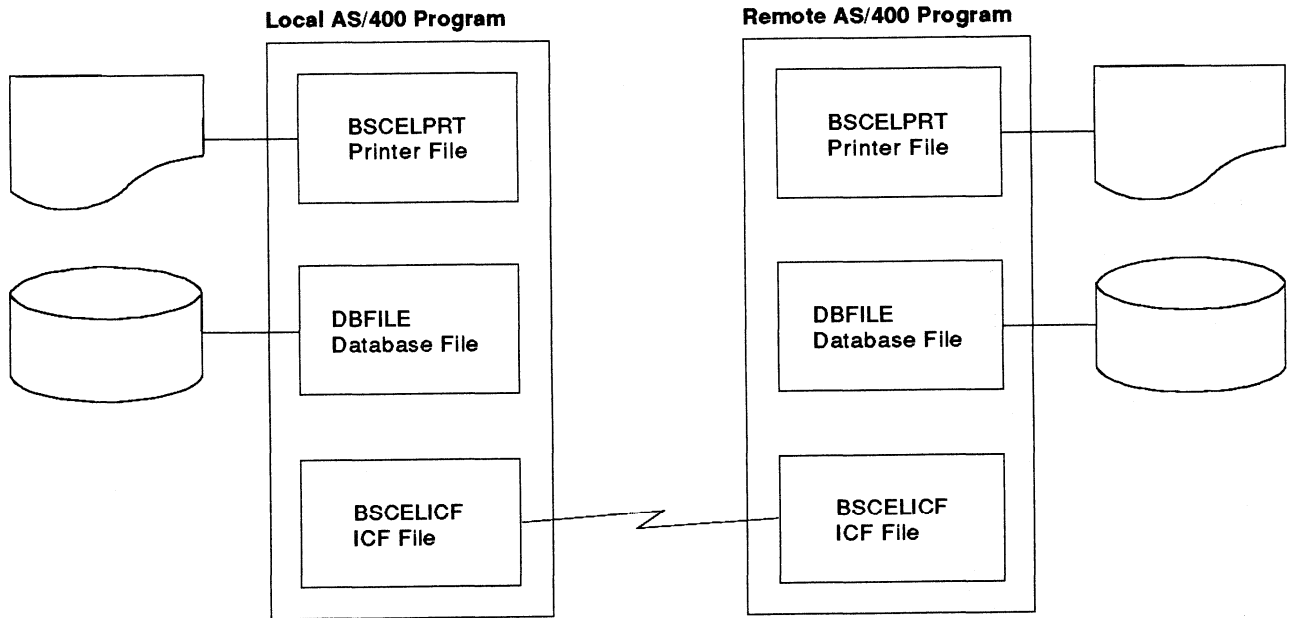 Local AS/400 Program
Remote AS/400 Program
BSCELPRT
Printer File
BSCELPRT
Printer File
DBFILE
Database File
DBFILE
Database File
BSCELICF
ICF File
BSCELICF
ICF File